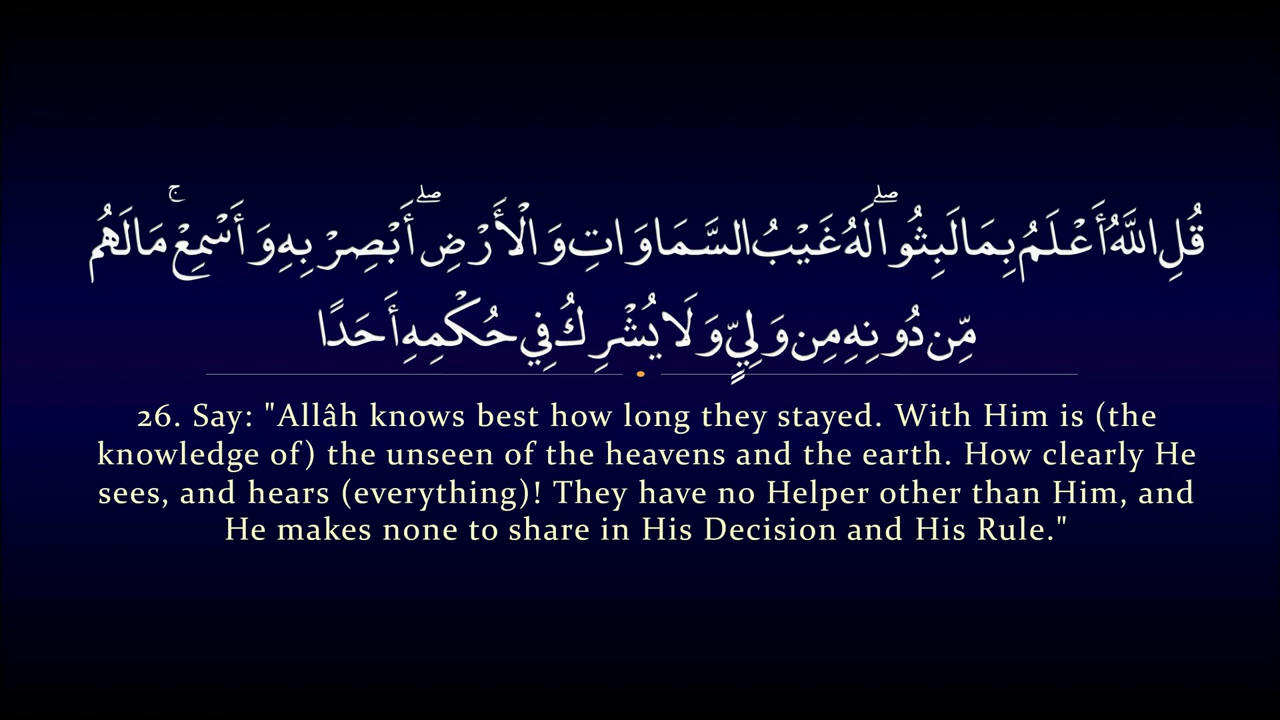 قُلِ اللَّهُ أَعْلَمُ بِمَا لَبِثُوا ۖ لَهُ غَيْبُ السَّمَاوَاتِ وَالْأَرْضِ ۖ أَبْصِرْ بِهِ وَأَسْمِعْ ۚ مَا لَهُم
مِّن دُونِهِ مِن وَلِيٍّ وَلَا يُشْرِكُ فِي حُكْمِهِ أَحَدًا
26. Say: "Allâh knows best how long they stayed. With Him is (the
knowledge of) the unseen of the heavens and the earth. How clearly He
sees, and hears (everything)! They have no Helper other than Him, and
He makes none to share in His Decision and His Rule."